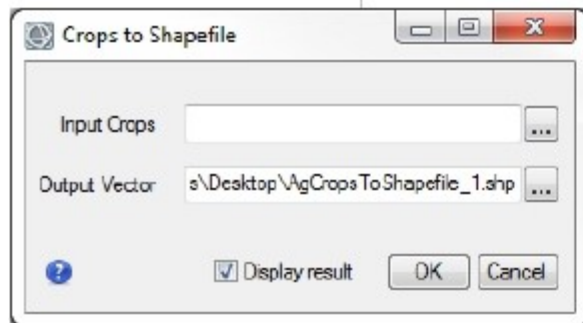 Crops to Shapefile
Input Crops
...
Output Vector s\Desktop\AgCropsToShapefile_1.shp ...
? Display result OK Cancel